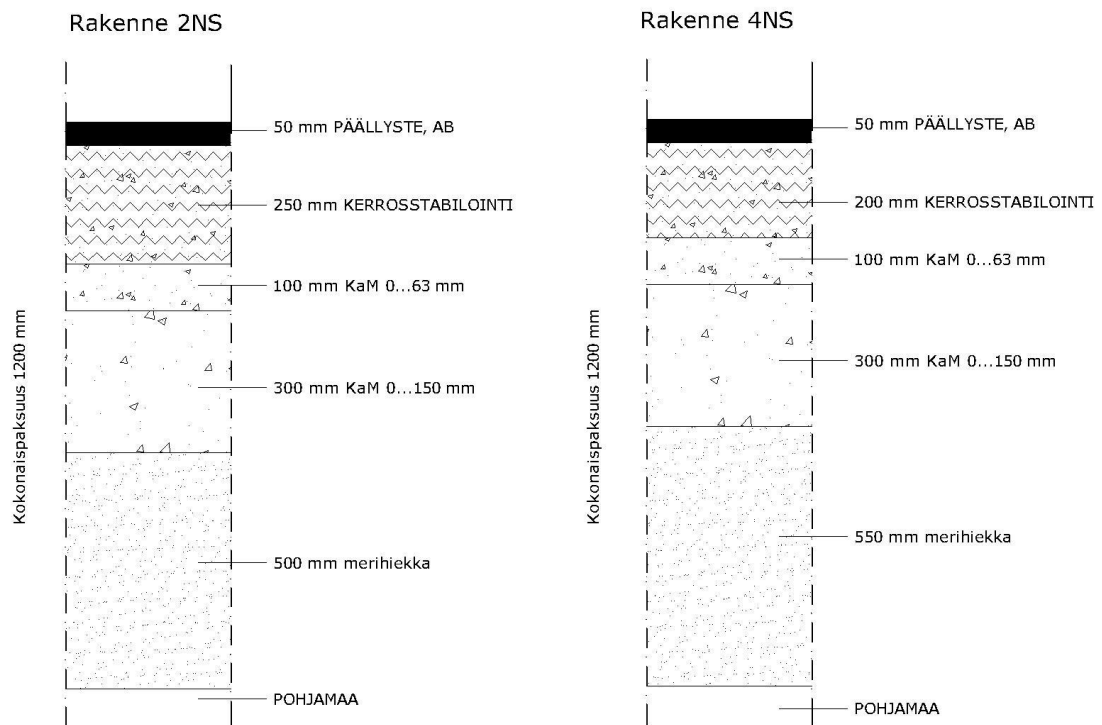 Rakenne 2NS
50 mm PÄÄLLYSTE, AB
250 mm KERROSSTABILOINTI
100 mm KaM 0...63 mm
300 mm KaM 0...150 mm
500 mm merihiekka
POHJAMAA
Kokonaispaksuus 1200 mm
Rakenne 4NS
50 mm PÄÄLLYSTE, AB
200 mm KERROSSTABILOINTI
100 mm KaM 0...63 mm
300 mm KaM 0...150 mm
550 mm merihiekka
POHJAMAA
Kokonaispaksuus 1200 mm